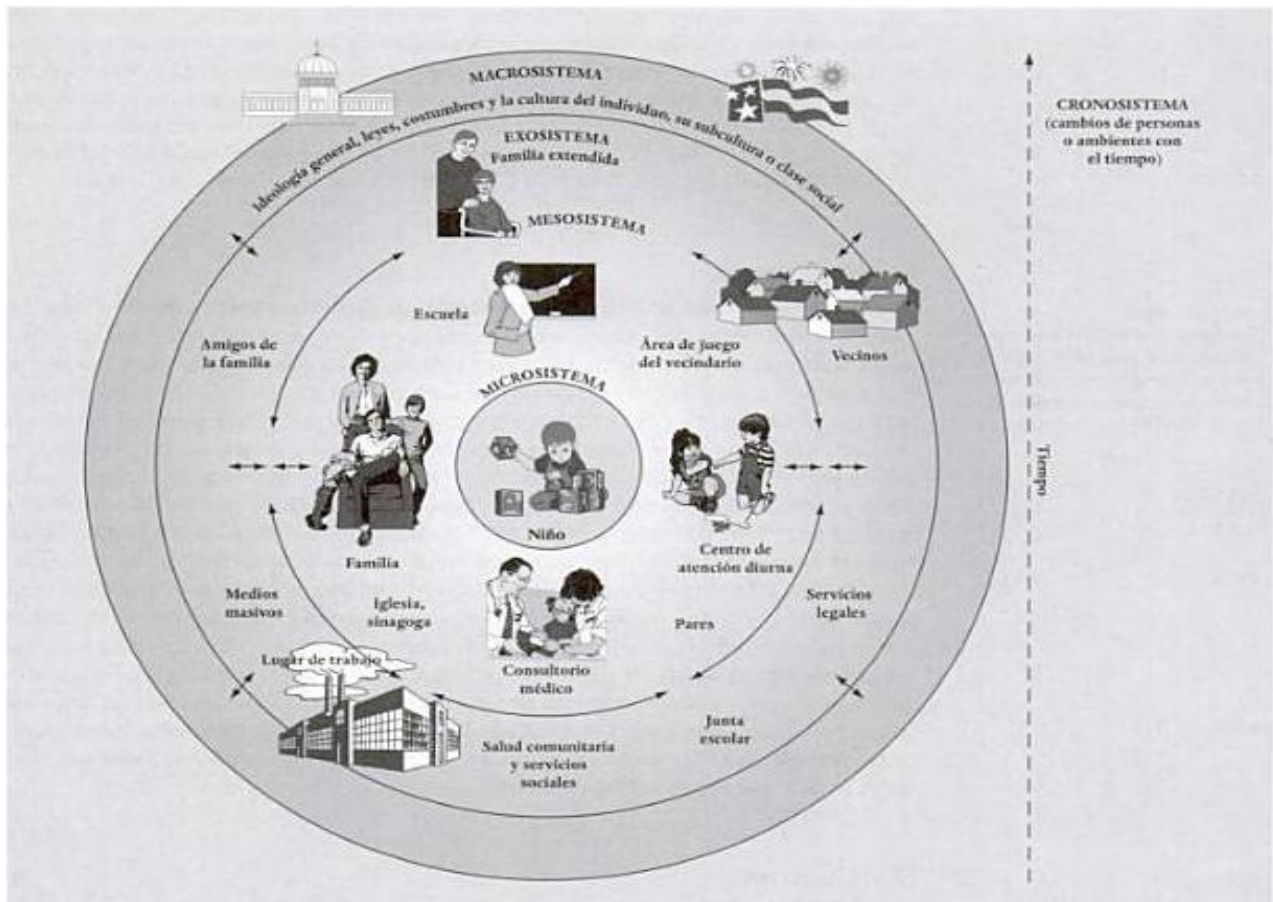 MACROSISTEMA
Ideología general, leyes, costumbres y la cultura del individuo, su subcultura o clase social
EXOSISTEMA
Familia extendida
MESOSISTEMA
Escuela
Amigos de
la familia
Área de juego
del vecindario
Vecinos
MICROSISTEMA
Niño
Familia
Centro de
atención diurna
Medios
masivos
Iglesia,
sinagoga
Pares
Servicios
legales
Lugar de trabajo
Consultorio
médico
Junta
escolar
Salud comunitaria
y servicios
sociales
CRONOSISTEMA
(cambios de personas
o ambientes con
el tiempo)
Tiempo